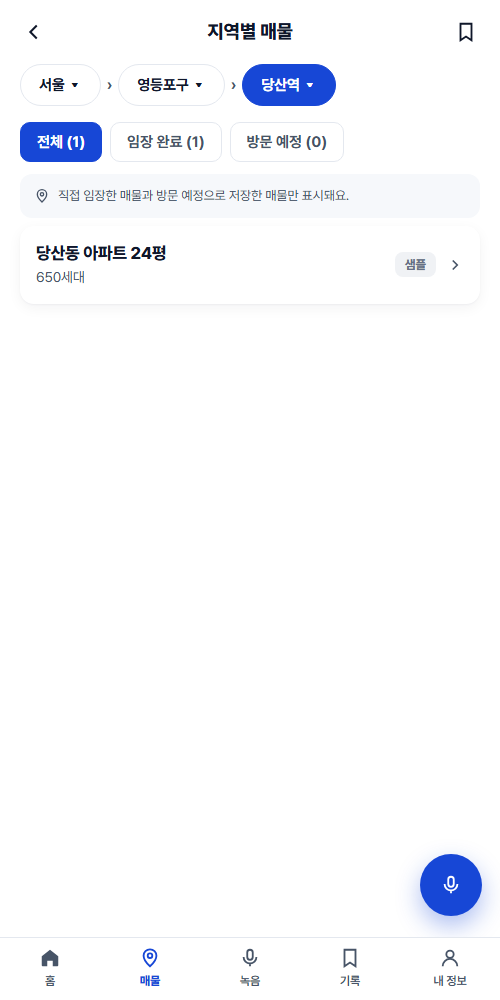 지역별 매물
서울 › 영등포구 › 당산역
전체 (1) 임장 완료 (1) 방문 예정 (0)
직접 임장한 매물과 방문 예정으로 저장한 매물만 표시돼요.
당산동 아파트 24평
650세대
샘플
홈 매물 녹음 기록 내 정보